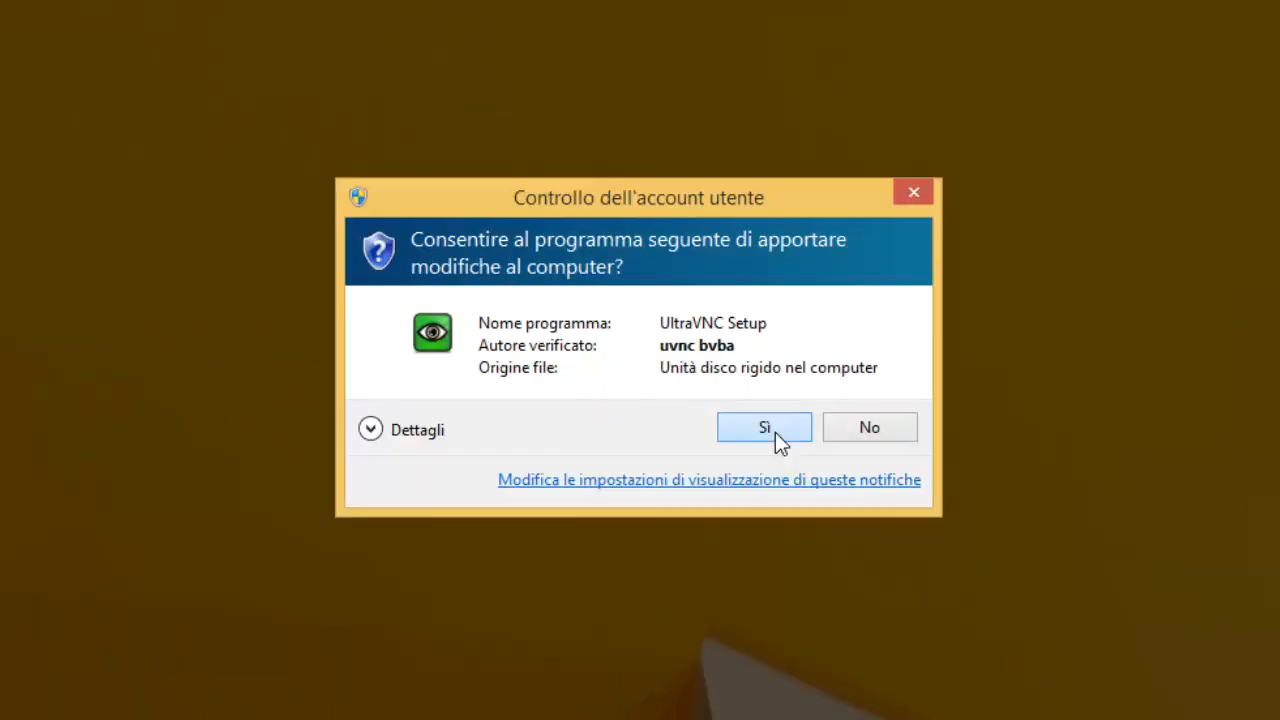 Controllo dell'account utente
Consentire al programma seguente di apportare
modifiche al computer?
Nome programma: UltraVNC Setup
Autore verificato: uvnc bvba
Origine file: Unità disco rigido nel computer
Dettagli
Sì
No
Modifica le impostazioni di visualizzazione di queste notifiche